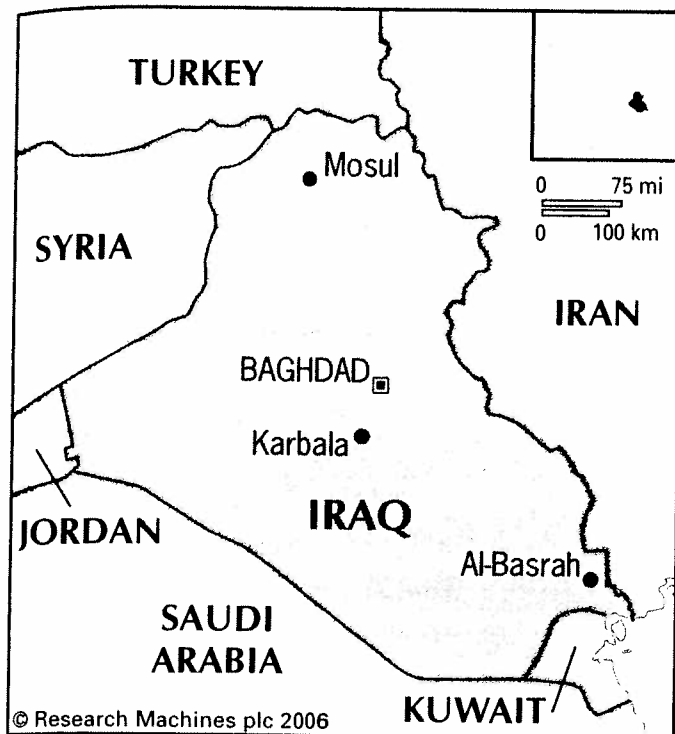 TURKEY
Mosul
0 75 mi
0 100 km
SYRIA
IRAN
BAGHDAD
Karbala
IRAQ
JORDAN
Al-Basrah
SAUDI
ARABIA
KUWAIT
© Research Machines plc 2006